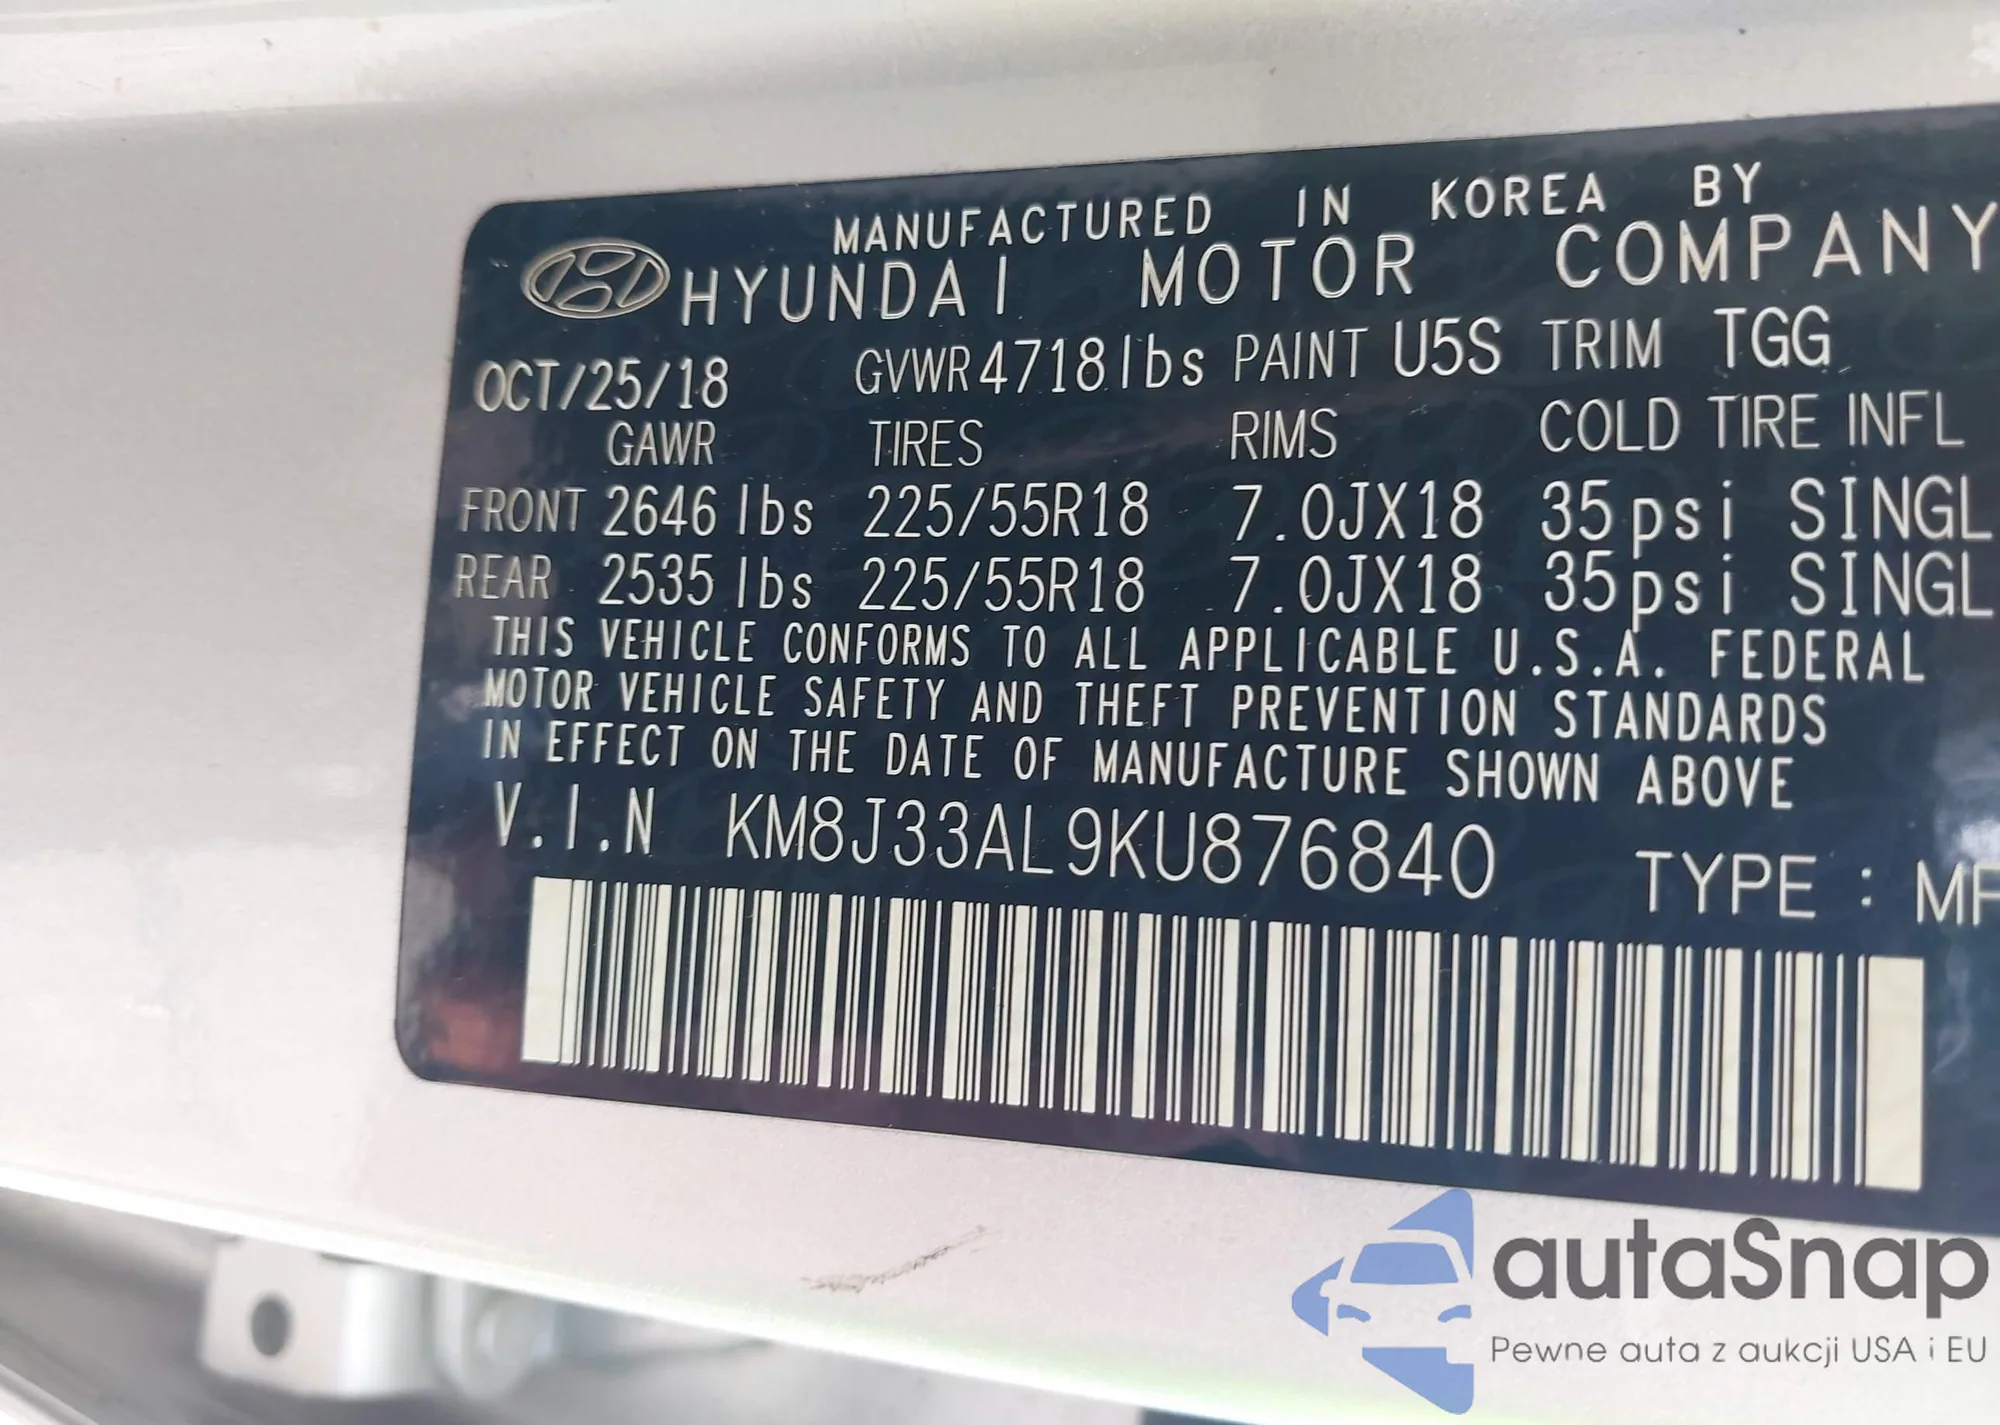 MANUFACTURED IN KOREA BY
HYUNDAI MOTOR COMPANY
OCT/25/18 GVWR 4718lbs PAINT U5S TRIM TGG
GAWR TIRES RIMS COLD TIRE INFL
FRONT 2646 lbs 225/55R18 7.0JX18 35psi SINGL
REAR 2535 lbs 225/55R18 7.0JX18 35psi SINGL
THIS VEHICLE CONFORMS TO ALL APPLICABLE U.S.A. FEDERAL
MOTOR VEHICLE SAFETY AND THEFT PREVENTION STANDARDS
IN EFFECT ON THE DATE OF MANUFACTURE SHOWN ABOVE
V.I.N KM8J33AL9KU876840
TYPE : MP
autaSnap
Pewne auta z aukcji USA i EU